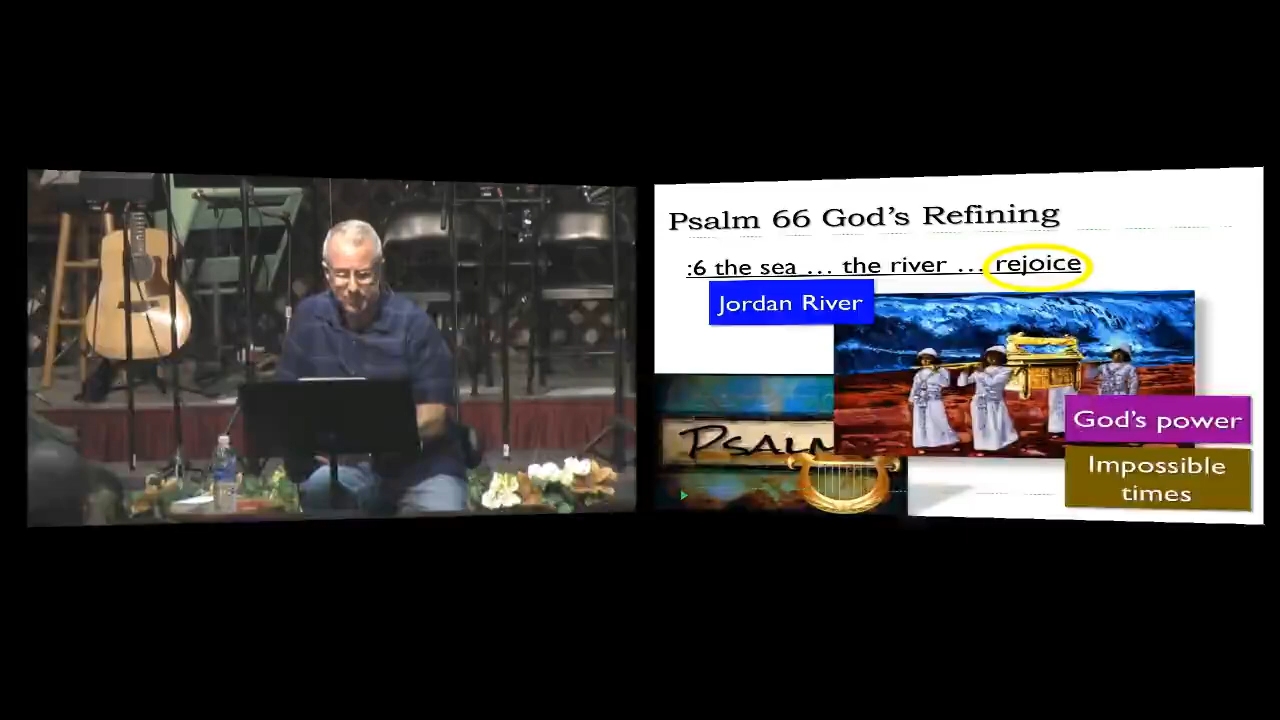 Psalm 66 God's Refining
:6 the sea … the river … rejoice
Jordan River
God's power
Impossible
times
PSALM